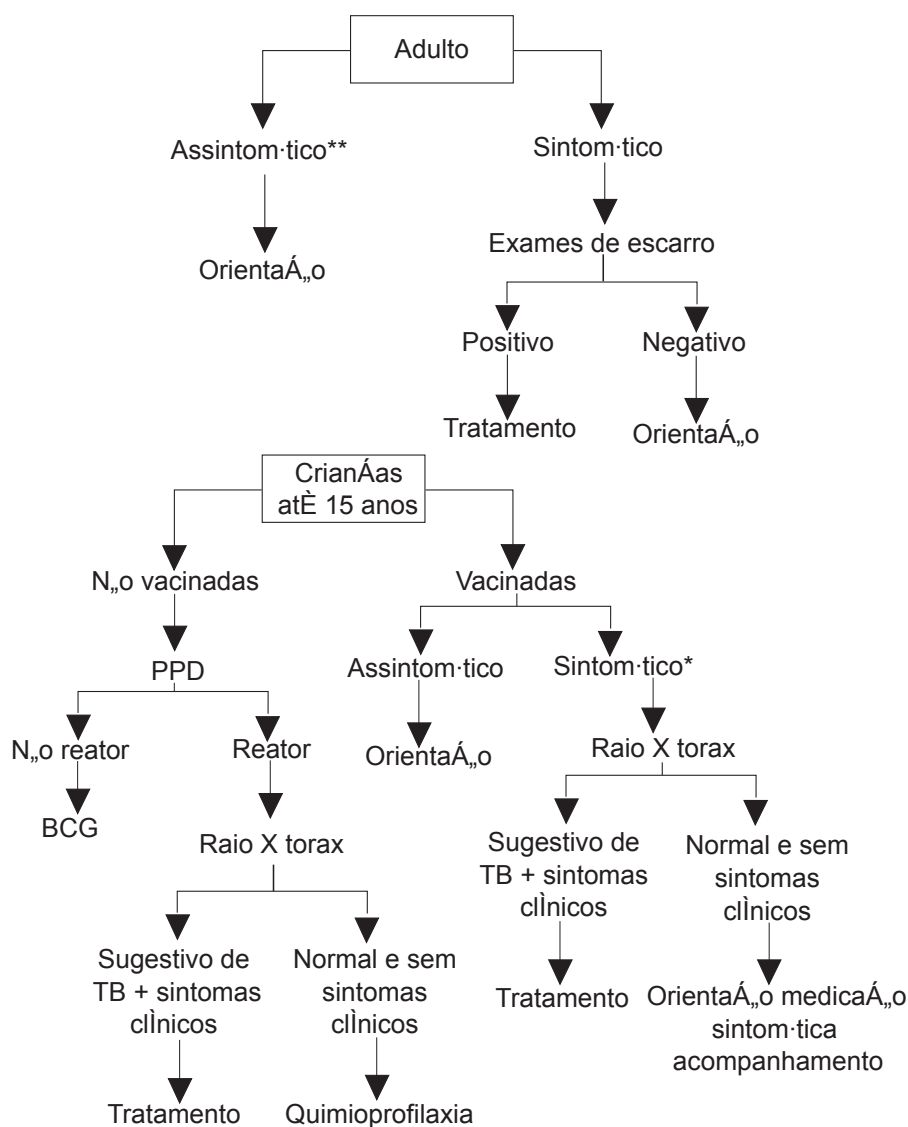 Adulto
Assintom·tico**
Sintom·tico
Exames de escarro
OrientaÁ„o
Positivo
Negativo
Tratamento
OrientaÁ„o
CrianÁas
atÈ 15 anos
N„o vacinadas
Vacinadas
PPD
Assintom·tico
Sintom·tico*
N„o reator
Reator
OrientaÁ„o
Raio X torax
BCG
Raio X torax
Sugestivo de
TB + sintomas
clÌnicos
Normal e sem
sintomas
clÌnicos
Sugestivo de
TB + sintomas
clÌnicos
Normal e sem
sintomas
clÌnicos
Tratamento
OrientaÁ„o medicaÁ„o
sintom·tica
acompanhamento
Tratamento
Quimioprofilaxia